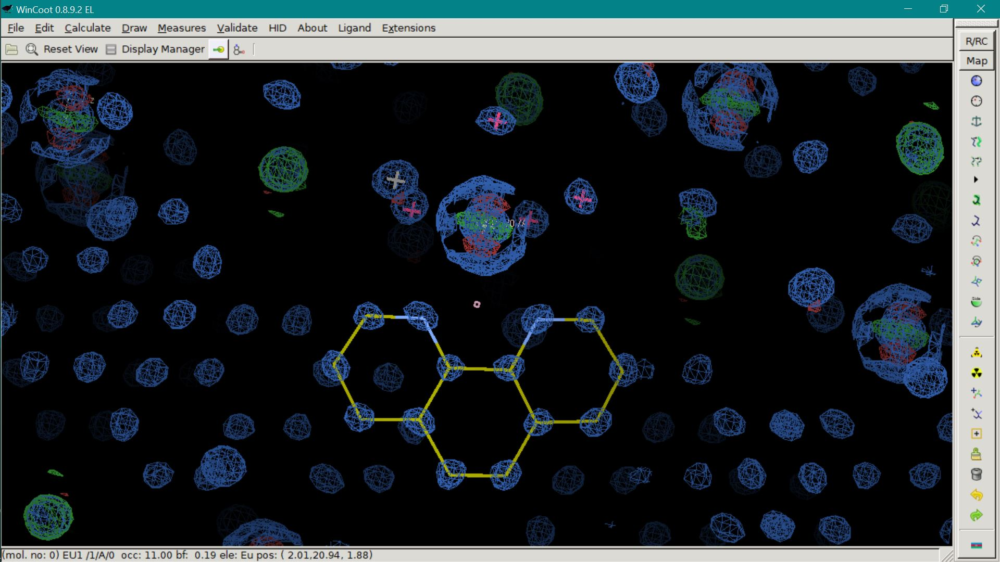 WinCoot 0.8.9.2 EL
File Edit Calculate Draw Measures Validate HID About Ligand Extensions
R/RC
Reset View Display Manager
Map
Side
(mol. no: 0) EU1 /1/A/0 occ: 11.00 bf: 0.19 ele: Eu pos: ( 2.01,20.94, 1.88)